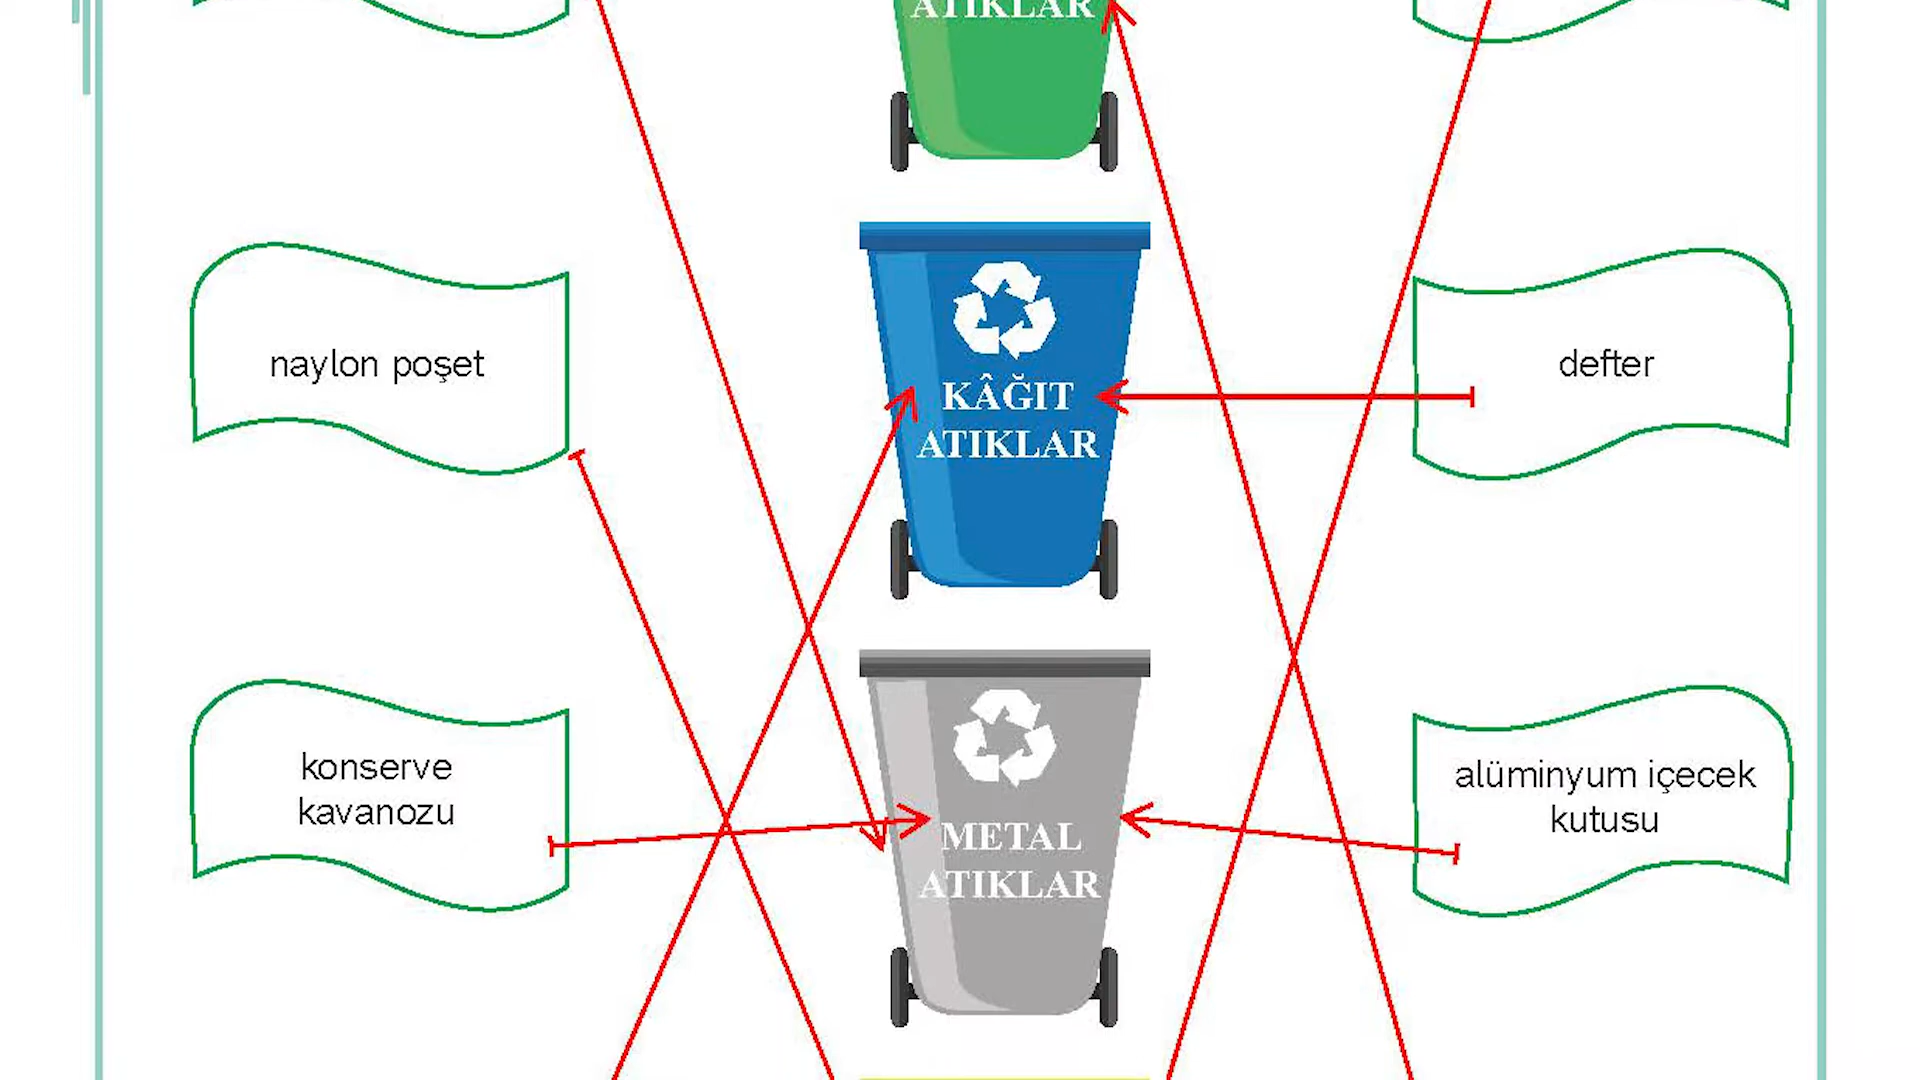 ATIKLAR
naylon poşet
KÂĞIT
ATIKLAR
defter
konserve
kavanozu
METAL
ATIKLAR
alüminyum içecek
kutusu